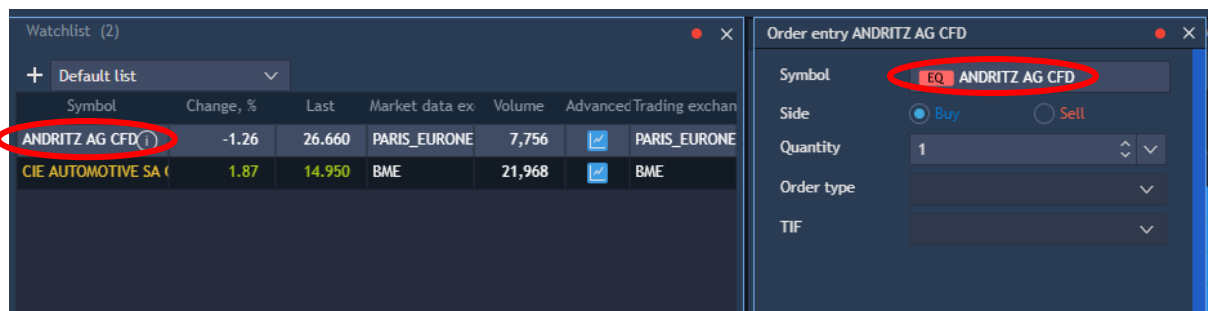 Watchlist (2)
Default list
Symbol Change, % Last Market data ex Volume Advanced Trading exchan
ANDRITZ AG CFD -1.26 26.660 PARIS_EURONE 7,756 PARIS_EURONE
CIE AUTOMOTIVE SA ( 1.87 14.950 BME 21,968 BME
Order entry ANDRITZ AG CFD
Symbol EQ ANDRITZ AG CFD
Side Buy Sell
Quantity 1
Order type
TIF